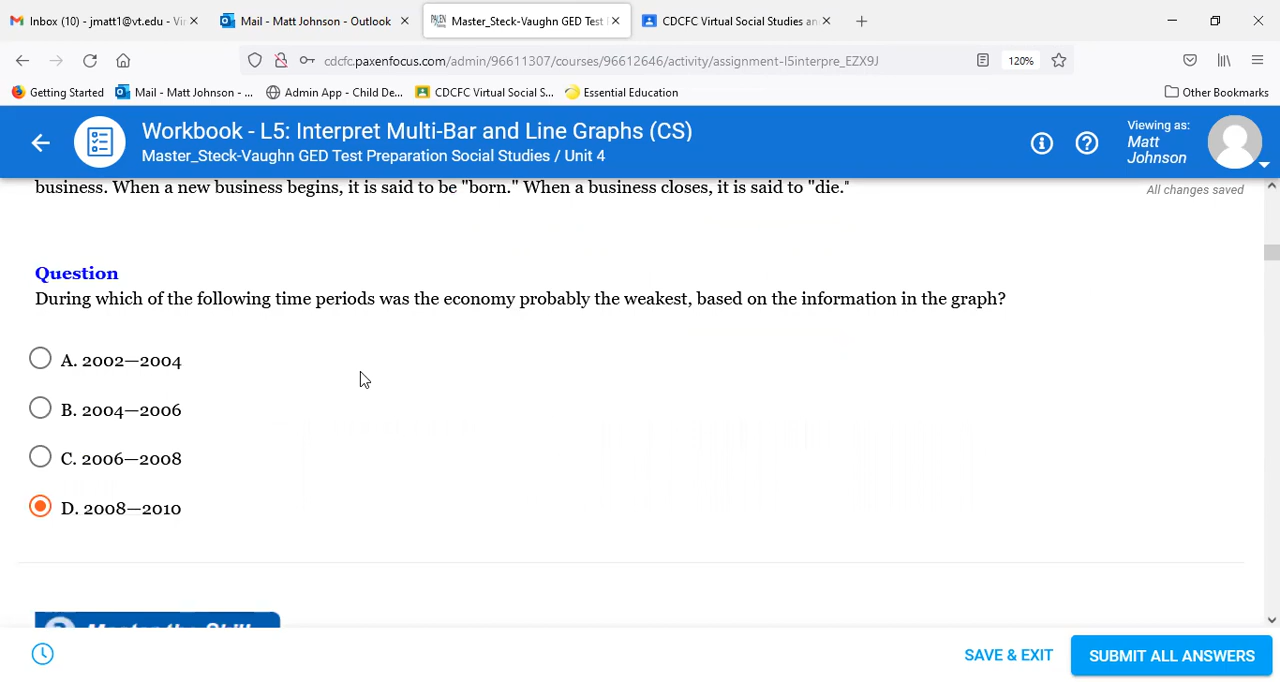 Inbox (10) - jmatt1@vt.edu - Vir
Mail - Matt Johnson - Outlook
PAXEN
Master_Steck-Vaughn GED Test
CDCFC Virtual Social Studies an
cdcfc.paxenfocus.com/admin/96611307/courses/96612646/activity/assignment-l5interpre_EZX9J
120%
Getting Started
Mail - Matt Johnson - ...
Admin App - Child De...
CDCFC Virtual Social S...
Essential Education
Other Bookmarks
Workbook - L5: Interpret Multi-Bar and Line Graphs (CS)
Master_Steck-Vaughn GED Test Preparation Social Studies / Unit 4
Viewing as:
Matt
Johnson
business. When a new business begins, it is said to be "born." When a business closes, it is said to "die."
All changes saved
Question
During which of the following time periods was the economy probably the weakest, based on the information in the graph?
A. 2002—2004
B. 2004—2006
C. 2006—2008
D. 2008—2010
Master the Skill
SAVE & EXIT
SUBMIT ALL ANSWERS